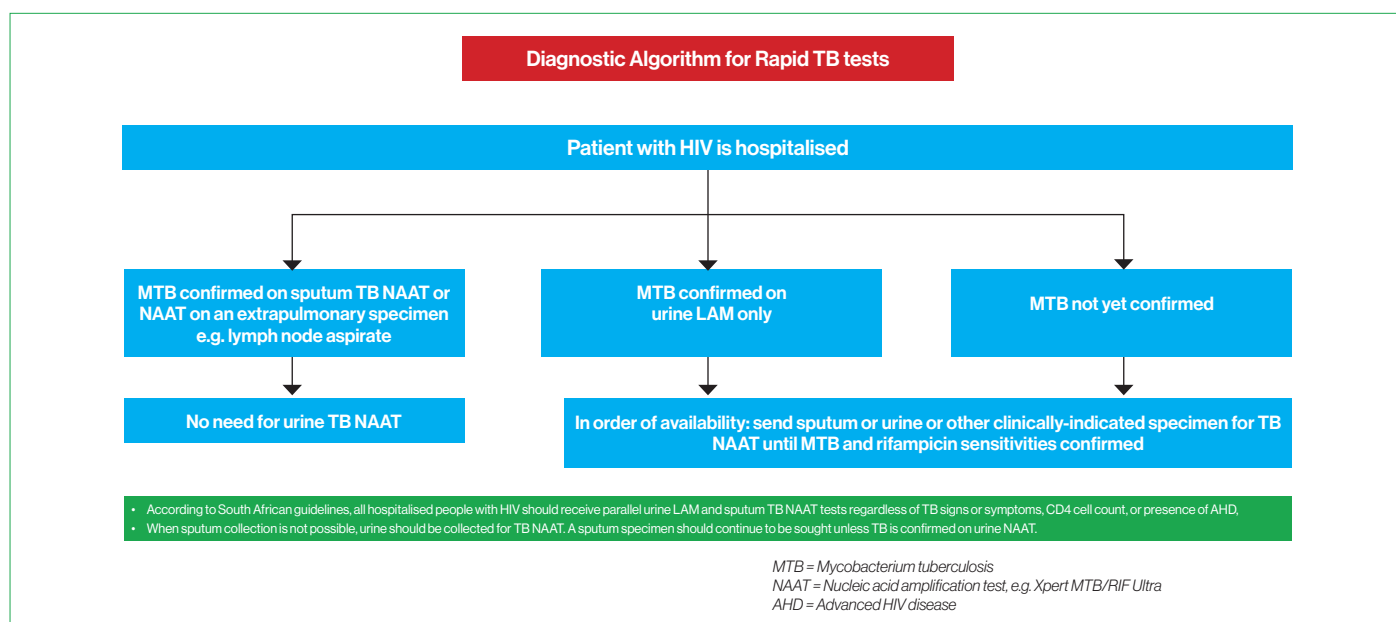 Diagnostic Algorithm for Rapid TB tests
Patient with HIV is hospitalised
MTB confirmed on sputum TB NAAT or
NAAT on an extrapulmonary specimen
e.g. lymph node aspirate
MTB confirmed on
urine LAM only
MTB not yet confirmed
No need for urine TB NAAT
In order of availability: send sputum or urine or other clinically-indicated specimen for TB
NAAT until MTB and rifampicin sensitivities confirmed
• According to South African guidelines, all hospitalised people with HIV should receive parallel urine LAM and sputum TB NAAT tests regardless of TB signs or symptoms, CD4 cell count, or presence of AHD,
• When sputum collection is not possible, urine should be collected for TB NAAT. A sputum specimen should continue to be sought unless TB is confirmed on urine NAAT.
MTB = Mycobacterium tuberculosis
NAAT = Nucleic acid amplification test, e.g. Xpert MTB/RIF Ultra
AHD = Advanced HIV disease